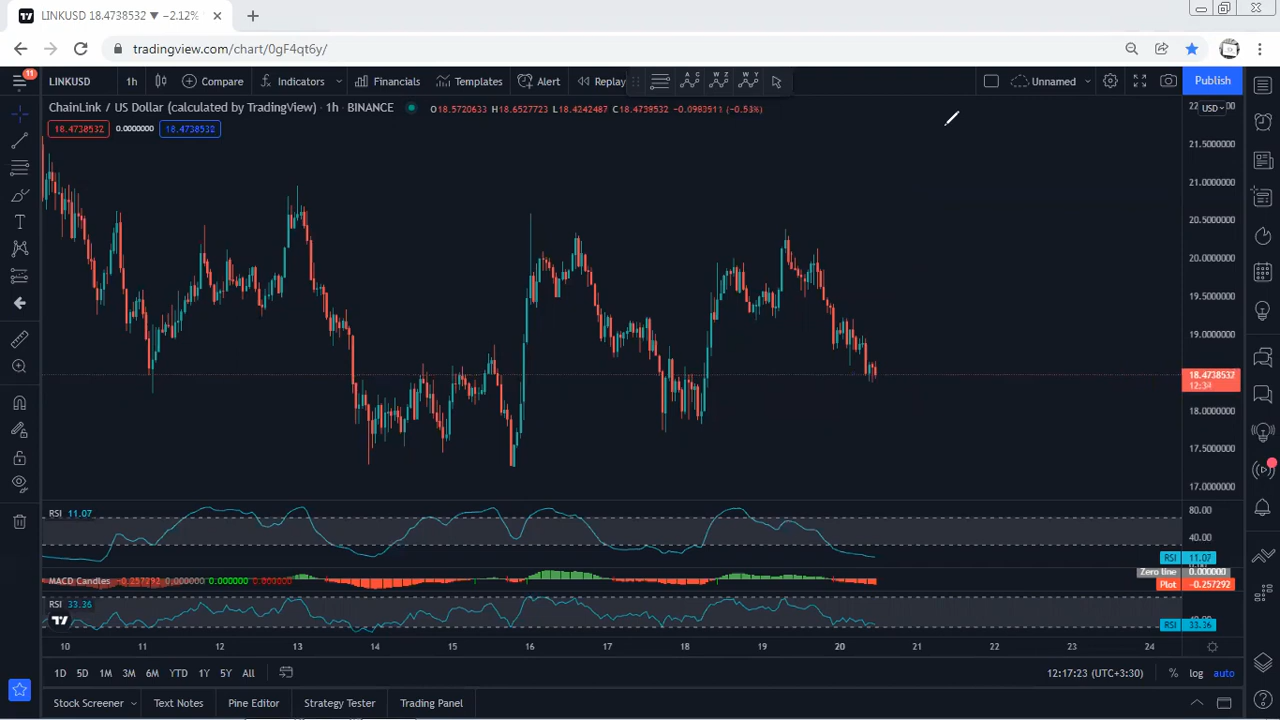 LINKUSD 18.4738532 ▼ −2.12%
tradingview.com/chart/0gF4qt6y/
11
LINKUSD 1h Compare Indicators Financials Templates Alert Replay Unnamed Publish
ChainLink / US Dollar (calculated by TradingView) · 1h · BINANCE O18.5720633 H18.6527723 L18.4242487 C18.4739532 (−0.53%)
USD
18.4738532 0.000000 18.4738532
21.5000000
21.0000000
20.5000000
20.0000000
19.5000000
19.0000000
18.4738532
12:34
18.0000000
17.5000000
17.0000000
RSI 11.07
80.00
40.00
RSI 11.07
MACD Candles −0.257292 0.000000 0.000000 0.000000
Zero line 0.000000
Plot −0.257292
RSI 33.36
RSI 33.36
10 11 12 13 14 15 16 17 18 19 20 21 22 23 24
1D 5D 1M 3M 6M YTD 1Y 5Y All 12:17:23 (UTC+3:30) % log auto
Stock Screener Text Notes Pine Editor Strategy Tester Trading Panel